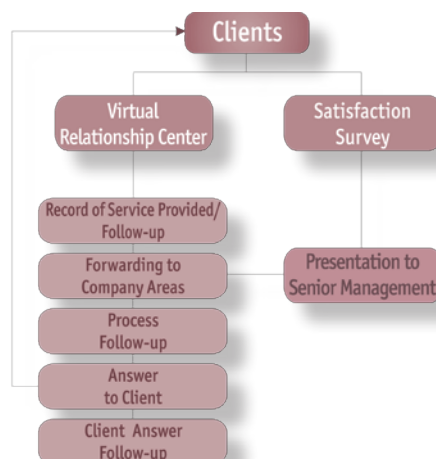 Clients
Virtual
Relationship Center
Satisfaction
Survey
Record of Service Provided/
Follow-up
Forwarding to
Company Areas
Presentation to
Senior Management
Process
Follow-up
Answer
to Client
Client Answer
Follow-up